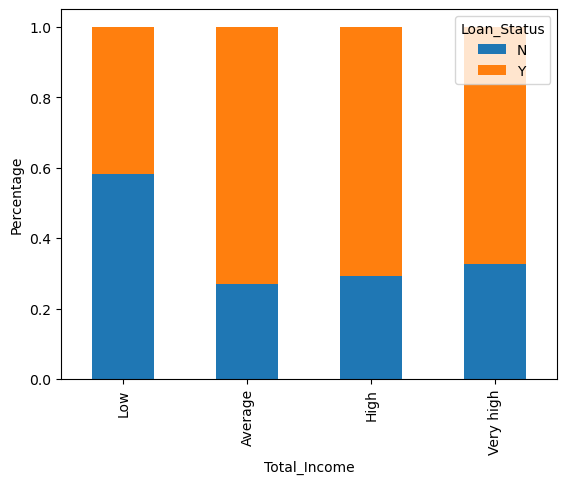 Loan_Status
N
Y
1.0
0.8
0.6
0.4
0.2
0.0
Percentage
Low
Average
High
Very high
Total_Income